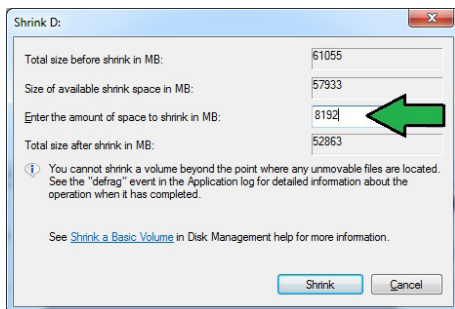 Shrink D:
Total size before shrink in MB: 61055
Size of available shrink space in MB: 57933
Enter the amount of space to shrink in MB: 8192
Total size after shrink in MB: 52863
You cannot shrink a volume beyond the point where any unmovable files are located.
See the "defrag" event in the Application log for detailed information about the
operation when it has completed.
See Shrink a Basic Volume in Disk Management help for more information.
Shrink Cancel